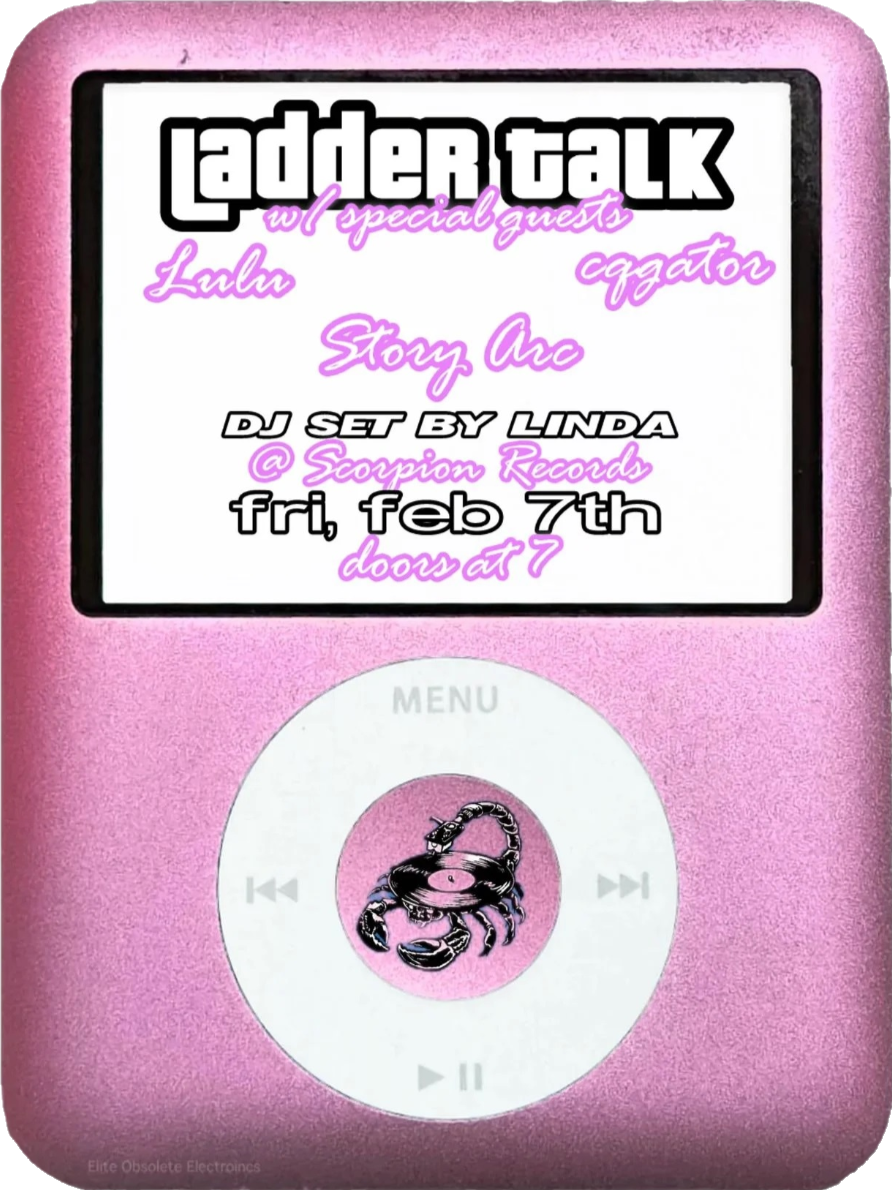 Ladder Talk
w/ special guests
Lulu cqgator
Story Arc
DJ SET BY LINDA
@ Scorpion Records
fri, feb 7th
doors at 7
MENU
Elite Obsolete Electroincs